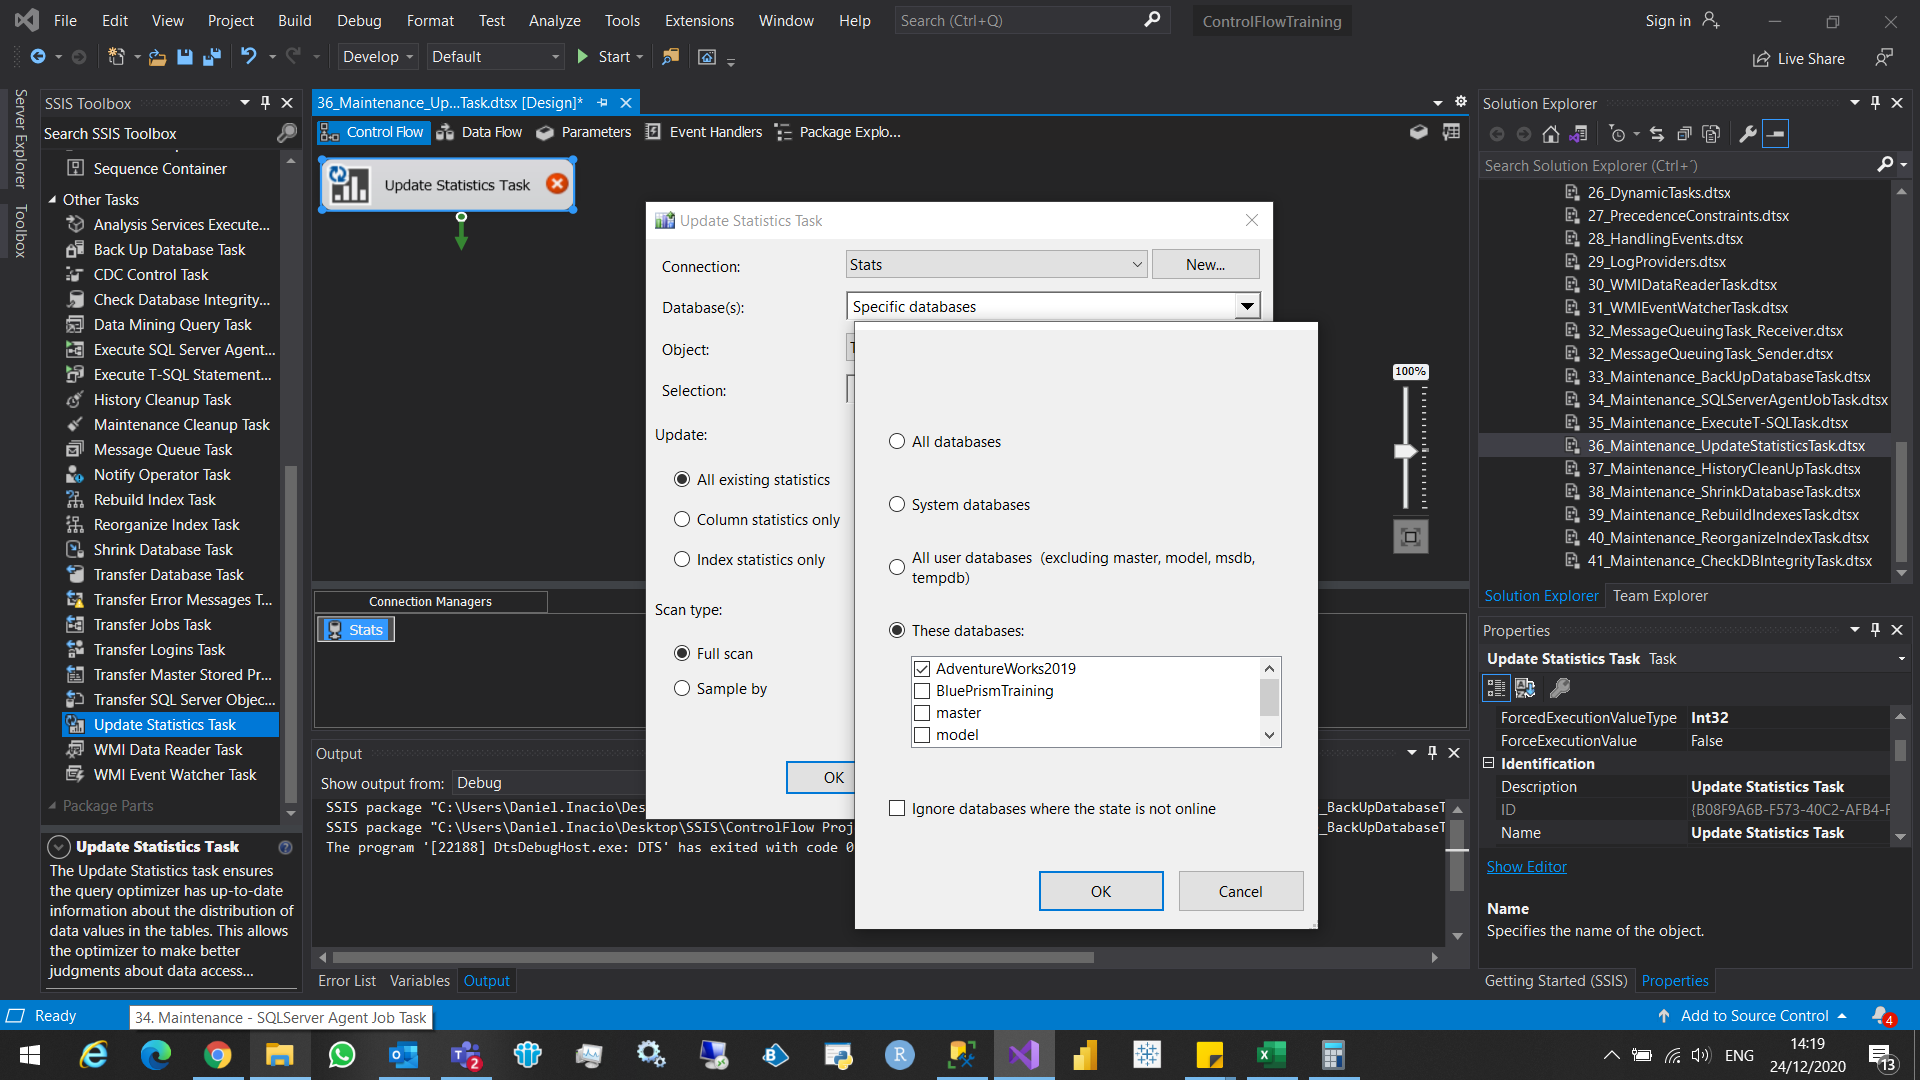 File Edit View Project Build Debug Format Test Analyze Tools Extensions Window Help Search (Ctrl+Q) ControlFlowTraining Sign in
Develop Default Start Live Share
Server Explorer
Toolbox
SSIS Toolbox
Search SSIS Toolbox
Sequence Container
Other Tasks
Analysis Services Execute...
Back Up Database Task
CDC Control Task
Check Database Integrity...
Data Mining Query Task
Execute SQL Server Agent...
Execute T-SQL Statement...
History Cleanup Task
Maintenance Cleanup Task
Message Queue Task
Notify Operator Task
Rebuild Index Task
Reorganize Index Task
Shrink Database Task
Transfer Database Task
Transfer Error Messages T...
Transfer Jobs Task
Transfer Logins Task
Transfer Master Stored Pr...
Transfer SQL Server Objec...
Update Statistics Task
WMI Data Reader Task
WMI Event Watcher Task
Package Parts
Update Statistics Task
The Update Statistics task ensures
the query optimizer has up-to-date
information about the distribution of
data values in the tables. This allows
the optimizer to make better
judgments about data access...
36_Maintenance_Up...Task.dtsx [Design]*
Control Flow Data Flow Parameters Event Handlers Package Explo...
Update Statistics Task
100%
Connection Managers
Stats
Update Statistics Task
Connection: Stats New...
Database(s): Specific databases
Object:
Selection:
Update:
All existing statistics
Column statistics only
Index statistics only
Scan type:
Full scan
Sample by
OK
All databases
System databases
All user databases (excluding master, model, msdb,
tempdb)
These databases:
AdventureWorks2019
BluePrismTraining
master
model
Ignore databases where the state is not online
OK Cancel
Output
Show output from: Debug
SSIS package "C:\Users\Daniel.Inacio\Des _BackUpDatabaseT
SSIS package "C:\Users\Daniel.Inacio\Desktop\SSIS\ControlFlow Proj _BackUpDatabaseT
The program '[22188] DtsDebugHost.exe: DTS' has exited with code 0
Error List Variables Output
Solution Explorer
Search Solution Explorer (Ctrl+´)
26_DynamicTasks.dtsx
27_PrecedenceConstraints.dtsx
28_HandlingEvents.dtsx
29_LogProviders.dtsx
30_WMIDataReaderTask.dtsx
31_WMIEventWatcherTask.dtsx
32_MessageQueuingTask_Receiver.dtsx
32_MessageQueuingTask_Sender.dtsx
33_Maintenance_BackUpDatabaseTask.dtsx
34_Maintenance_SQLServerAgentJobTask.dtsx
35_Maintenance_ExecuteT-SQLTask.dtsx
36_Maintenance_UpdateStatisticsTask.dtsx
37_Maintenance_HistoryCleanUpTask.dtsx
38_Maintenance_ShrinkDatabaseTask.dtsx
39_Maintenance_RebuildIndexesTask.dtsx
40_Maintenance_ReorganizeIndexTask.dtsx
41_Maintenance_CheckDBIntegrityTask.dtsx
Solution Explorer Team Explorer
Properties
Update Statistics Task Task
ForcedExecutionValueType Int32
ForceExecutionValue False
Identification
Description Update Statistics Task
ID {B08F9A6B-F573-40C2-AFB4-F
Name Update Statistics Task
Show Editor
Name
Specifies the name of the object.
Getting Started (SSIS) Properties
Ready 34. Maintenance - SQLServer Agent Job Task Add to Source Control 4
2 ENG 14:19
24/12/2020 13